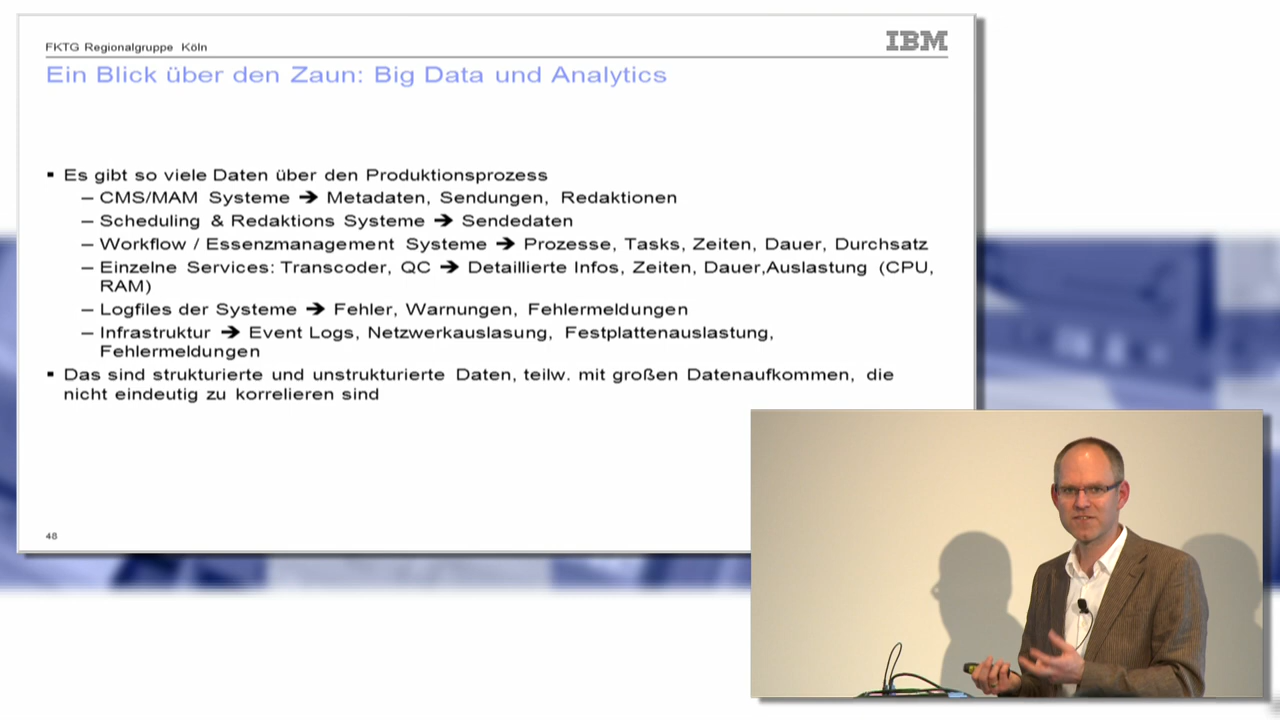 FKTG Regionalgruppe Köln
IBM
Ein Blick über den Zaun: Big Data und Analytics
▪ Es gibt so viele Daten über den Produktionsprozess
– CMS/MAM Systeme ➔ Metadaten, Sendungen, Redaktionen
– Scheduling & Redaktions Systeme ➔ Sendedaten
– Workflow / Essenzmanagement Systeme ➔ Prozesse, Tasks, Zeiten, Dauer, Durchsatz
– Einzelne Services: Transcoder, QC ➔ Detaillierte Infos, Zeiten, Dauer,Auslastung (CPU,
RAM)
– Logfiles der Systeme ➔ Fehler, Warnungen, Fehlermeldungen
– Infrastruktur ➔ Event Logs, Netzwerkauslasung, Festplattenauslastung,
Fehlermeldungen
▪ Das sind strukturierte und unstrukturierte Daten, teilw. mit großen Datenaufkommen, die
nicht eindeutig zu korrelieren sind
48